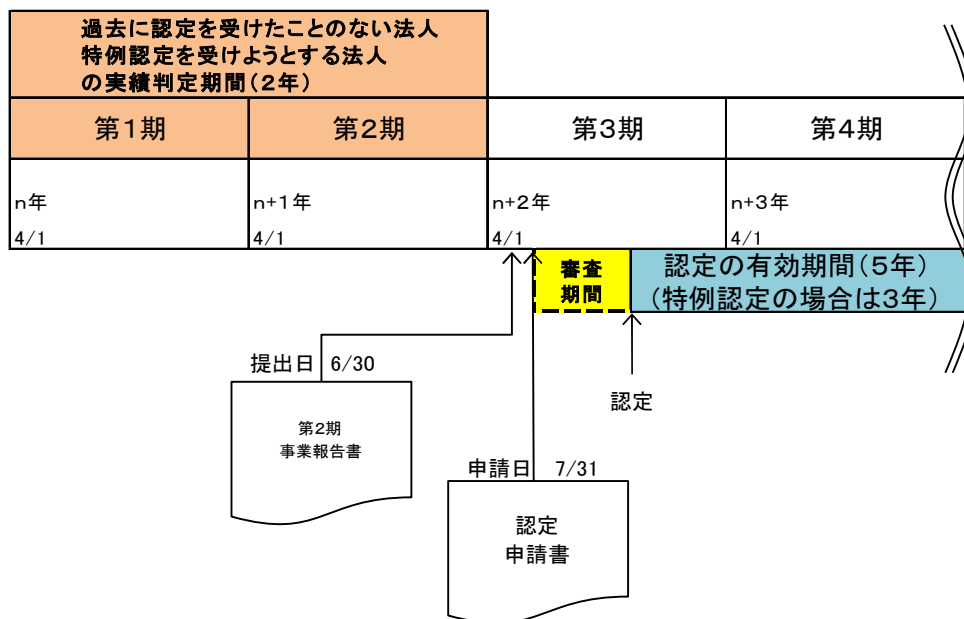 過去に認定を受けたことのない法人
特例認定を受けようとする法人
の実績判定期間(2年)
第1期
第2期
第3期
第4期
n年
n+1年
n+2年
n+3年
4/1
4/1
4/1
4/1
審査
期間
認定の有効期間(5年)
(特例認定の場合は3年)
提出日 6/30
認定
第2期
事業報告書
申請日 7/31
認定
申請書